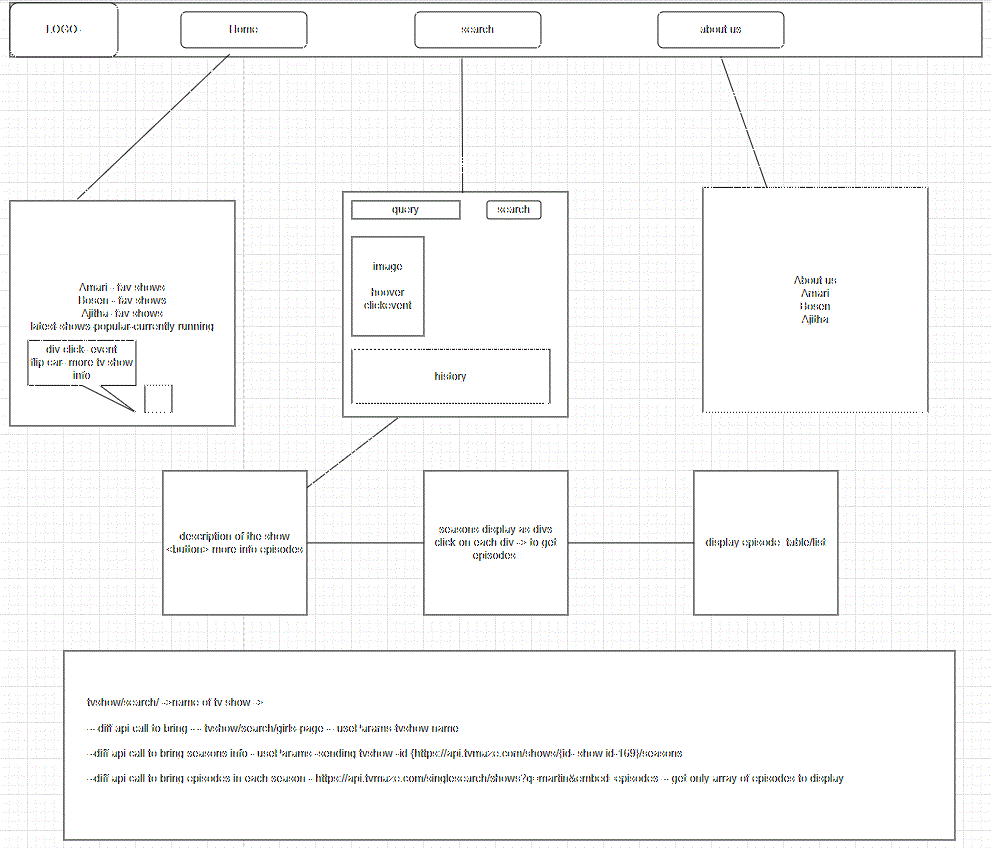 LOGO
Home
search
about us
Amari - fav shows
Bosen - fav shows
Ajitha- fav shows
latest shows-popular-currently running
div click- event
flip car- more tv show
info
query
search
image
hoover
clickevent
history
About us
Amari
Bosen
Ajitha
description of the show
<button> more info episodes
seasons display as divs
click on each div -> to get
episodes
display episode- table/list
tvshow/search/ ->name of tv show ->
-- diff api call to bring --- tvshow/search/girls page -- useParams-tvshow name
--diff api call to bring seasons info - useParams -sending tvshow -id {https://api.tvmaze.com/shows/{id- show id-169}/seasons
--diff api call to bring episodes in each season - https://api.tvmaze.com/singlesearch/shows?q=martin&embed=episodes -- get only array of episodes to display